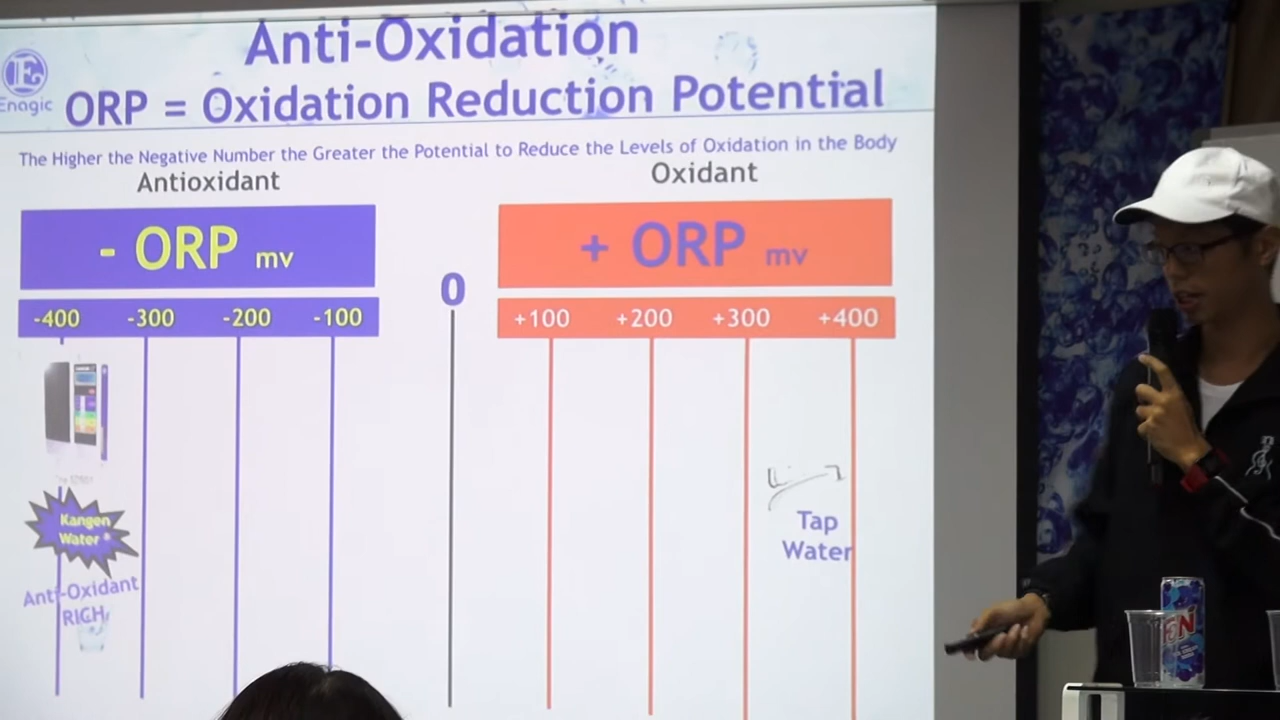 Anti-Oxidation
Enagic
ORP = Oxidation Reduction Potential
The Higher the Negative Number the Greater the Potential to Reduce the Levels of Oxidation in the Body
Antioxidant
Oxidant
- ORP mv
+ ORP mv
0
-400 -300 -200 -100
+100 +200 +300 +400
Kangen
Water ®
Anti-Oxidant
RICH
Tap
Water
F&N